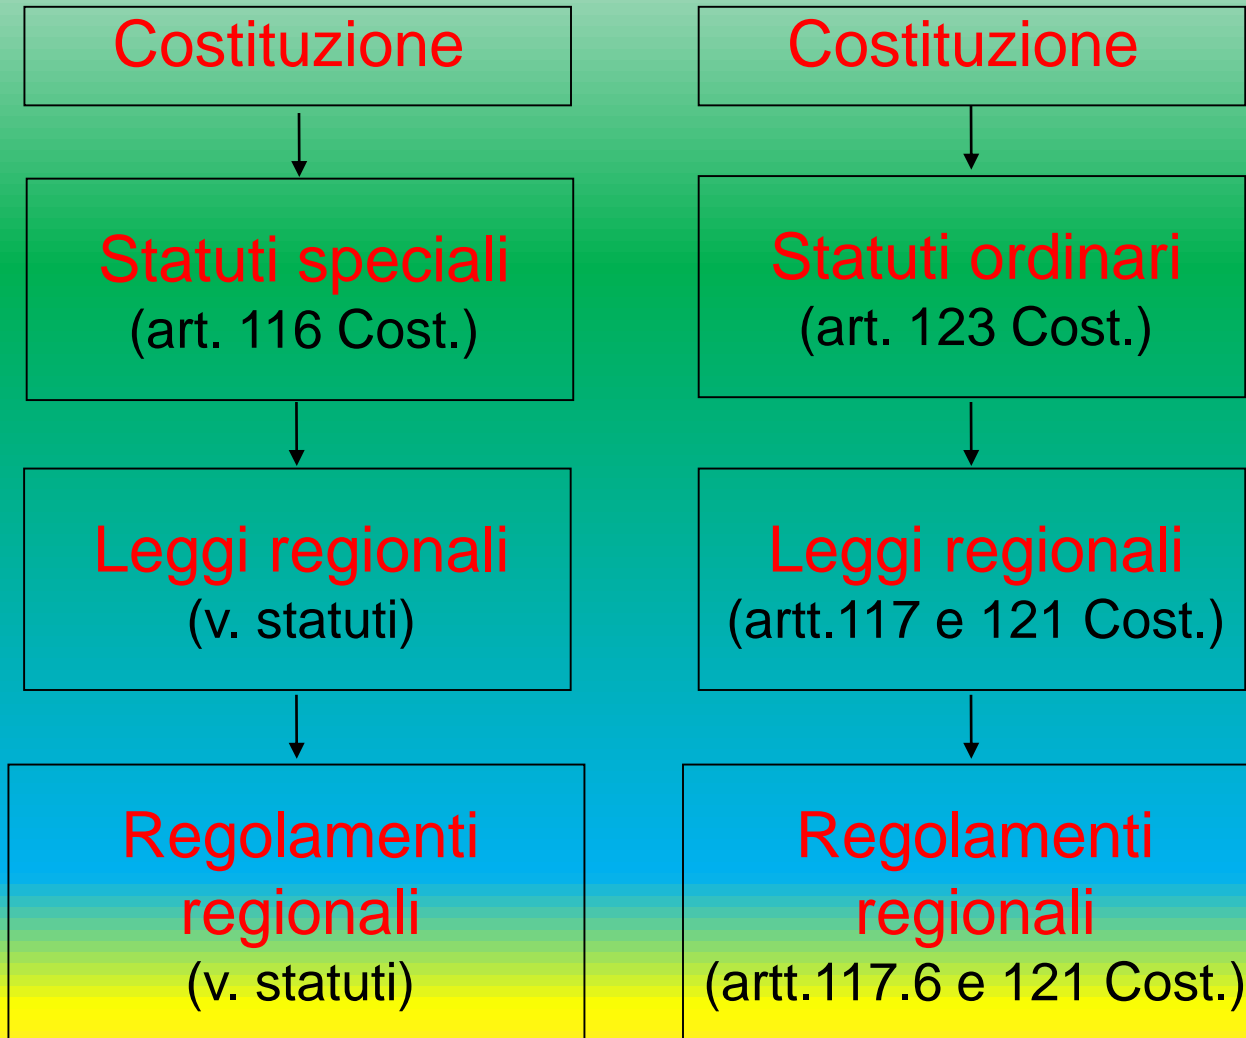 Costituzione
Statuti speciali
(art. 116 Cost.)
Leggi regionali
(v. statuti)
Regolamenti
regionali
(v. statuti)
Costituzione
Statuti ordinari
(art. 123 Cost.)
Leggi regionali
(artt.117 e 121 Cost.)
Regolamenti
regionali
(artt.117.6 e 121 Cost.)